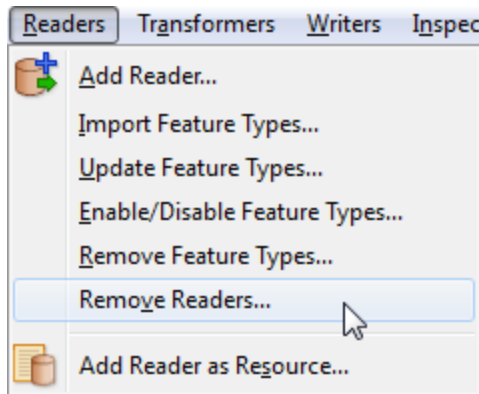 Readers Transformers Writers Inspec
Add Reader...
Import Feature Types...
Update Feature Types...
Enable/Disable Feature Types...
Remove Feature Types...
Remove Readers...
Add Reader as Resource...